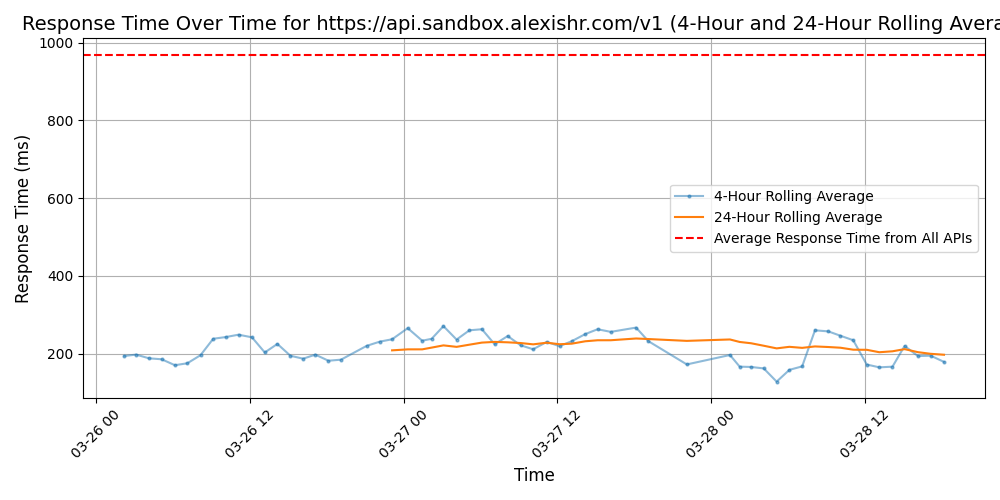 Response Time Over Time for https://api.sandbox.alexishr.com/v1 (4-Hour and 24-Hour Rolling Avera
Response Time (ms)
1000
800
600
400
200
4-Hour Rolling Average
24-Hour Rolling Average
Average Response Time from All APIs
03-26 00
03-26 12
03-27 00
03-27 12
03-28 00
03-28 12
Time